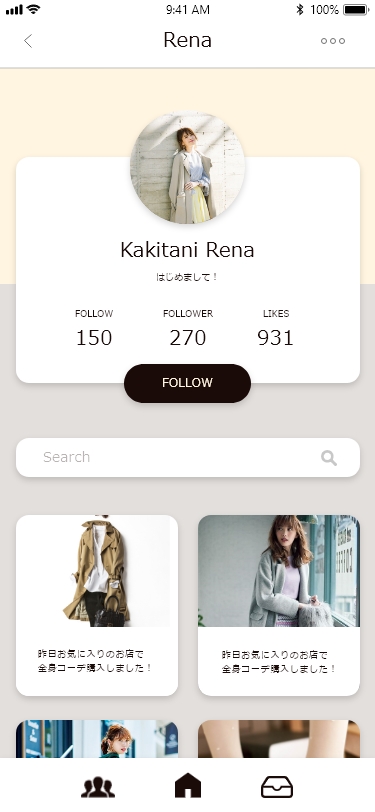 9:41 AM
100%
Rena
Kakitani Rena
はじめまして！
FOLLOW
FOLLOWER
LIKES
150
270
931
FOLLOW
Search
昨日お気に入りのお店で
全身コーデ購入しました！
昨日お気に入りのお店で
全身コーデ購入しました！